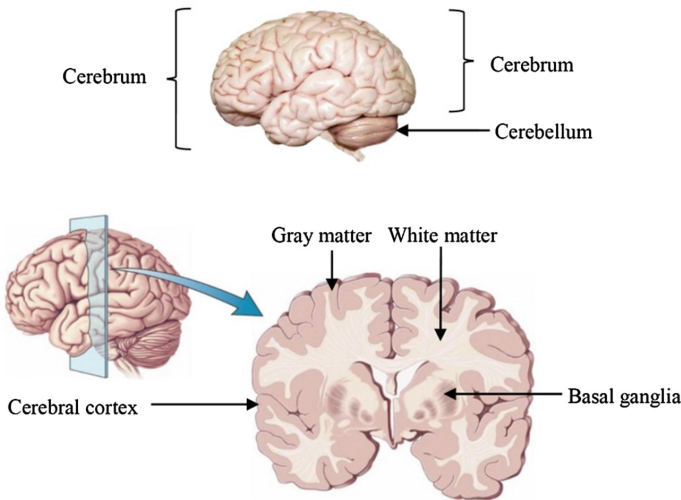 Cerebrum
Cerebrum
Cerebellum
Gray matter
White matter
Cerebral cortex
Basal ganglia